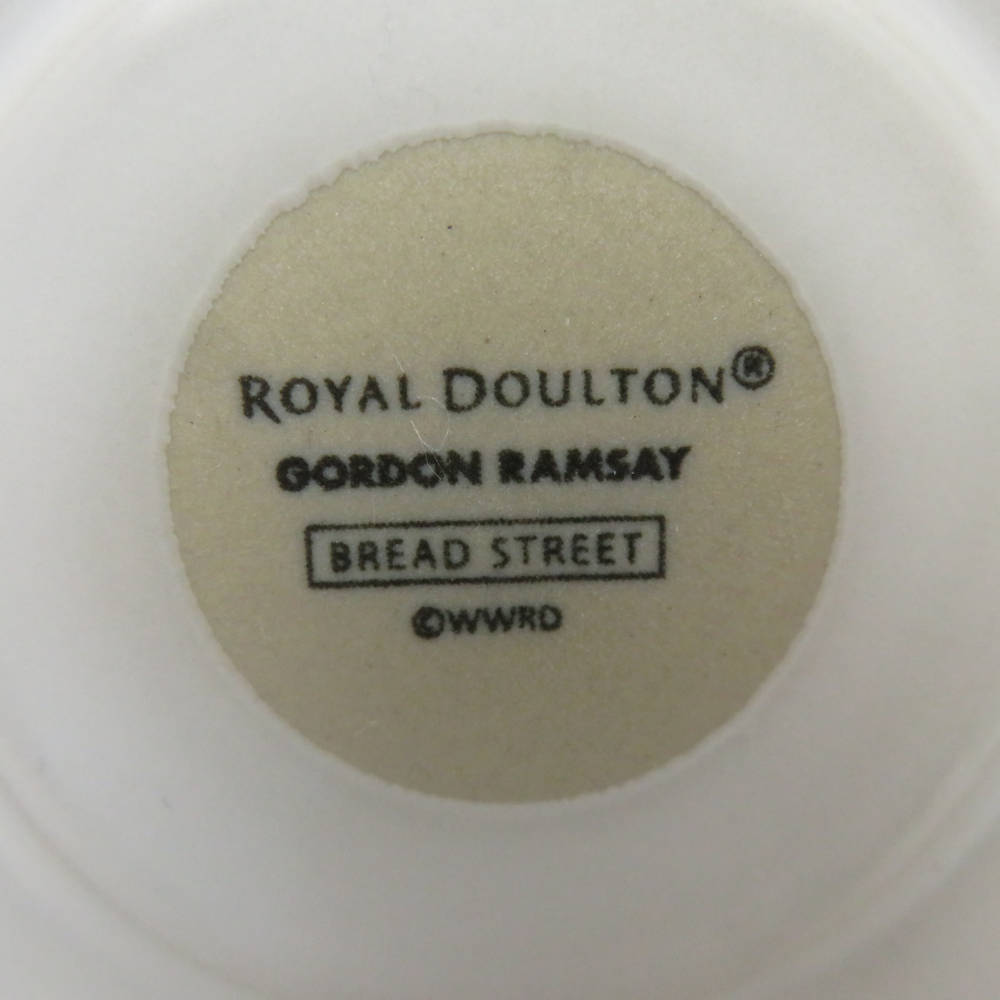 ROYAL DOULTON®
GORDON RAMSAY
BREAD STREET
©WWRD